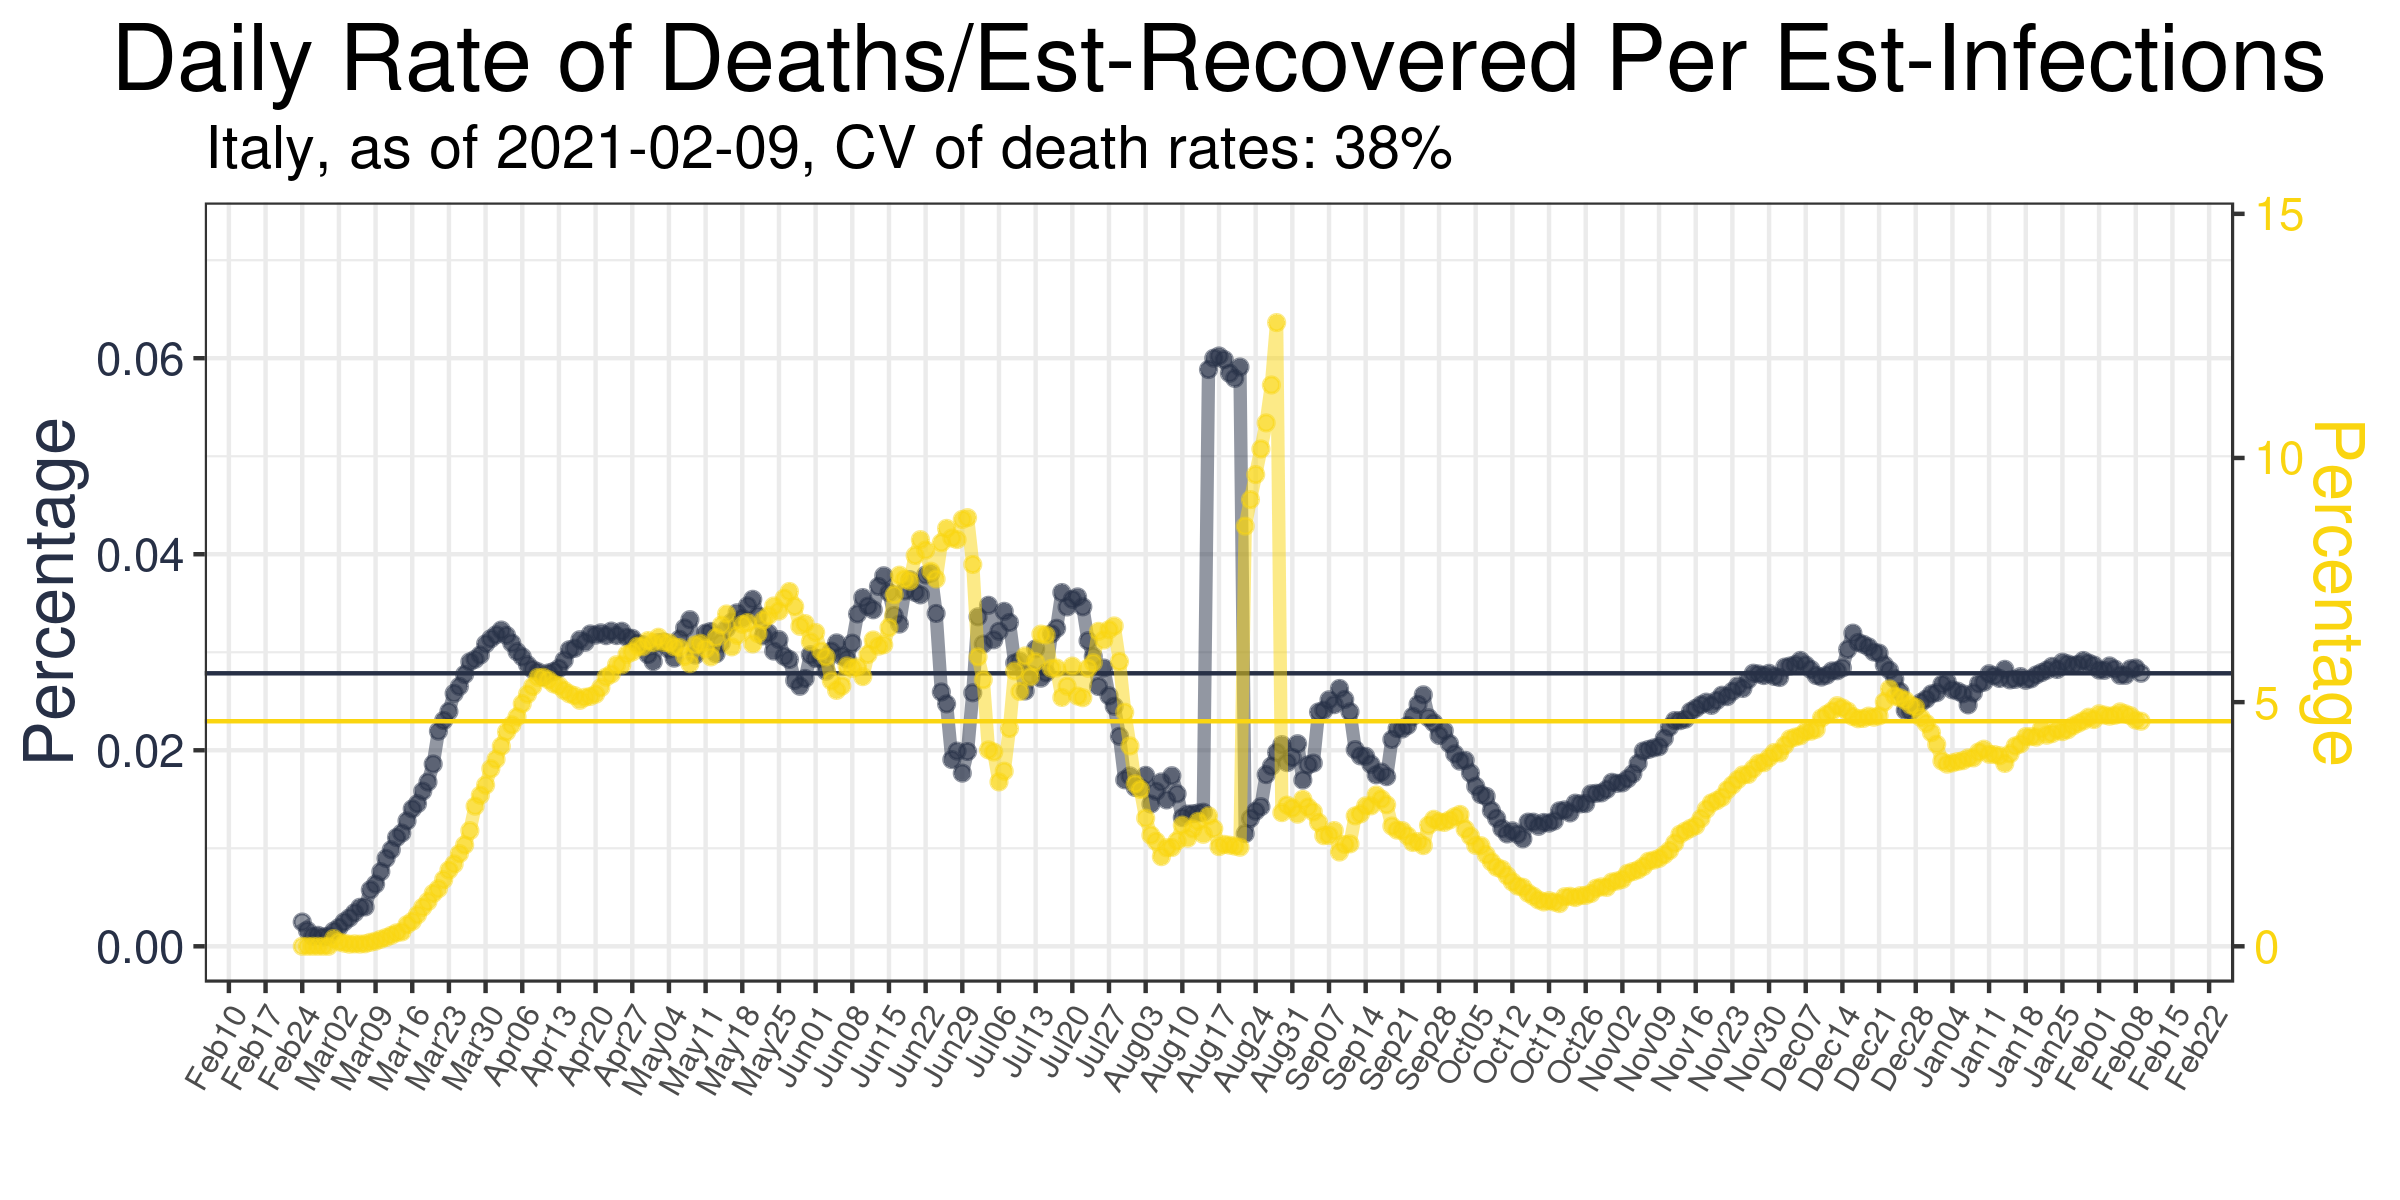 Daily Rate of Deaths/Est-Recovered Per Est-Infections
Italy, as of 2021-02-09, CV of death rates: 38%
Percentage
0.06
0.04
0.02
0.00
15
10
5
0
Percentage
Feb10
Feb17
Feb24
Mar02
Mar09
Mar16
Mar23
Mar30
Apr06
Apr13
Apr20
Apr27
May04
May11
May18
May25
Jun01
Jun08
Jun15
Jun22
Jun29
Jul06
Jul13
Jul20
Jul27
Aug03
Aug10
Aug17
Aug24
Aug31
Sep07
Sep14
Sep21
Sep28
Oct05
Oct12
Oct19
Oct26
Nov02
Nov09
Nov16
Nov23
Nov30
Dec07
Dec14
Dec21
Dec28
Jan04
Jan11
Jan18
Jan25
Feb01
Feb08
Feb15
Feb22